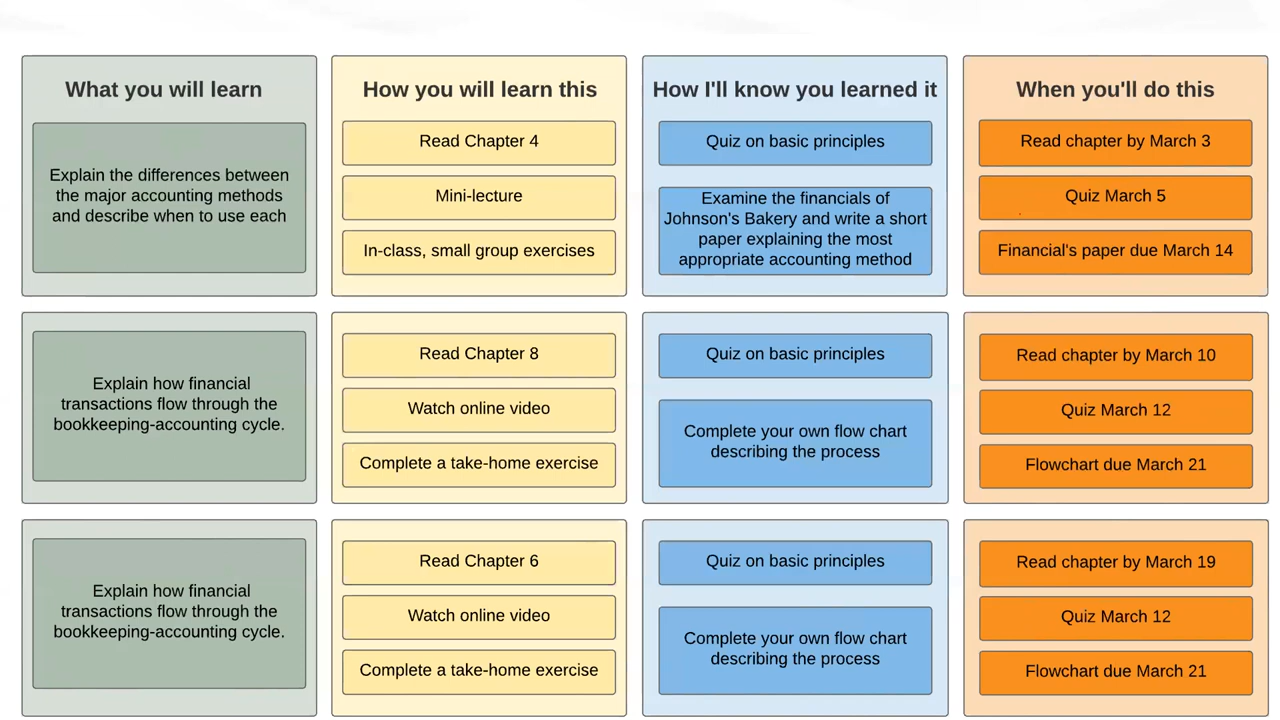 What you will learn
How you will learn this
How I'll know you learned it
When you'll do this
Explain the differences between
the major accounting methods
and describe when to use each
Read Chapter 4
Mini-lecture
In-class, small group exercises
Quiz on basic principles
Examine the financials of
Johnson's Bakery and write a short
paper explaining the most
appropriate accounting method
Read chapter by March 3
Quiz March 5
Financial's paper due March 14
Explain how financial
transactions flow through the
bookkeeping-accounting cycle.
Read Chapter 8
Watch online video
Complete a take-home exercise
Quiz on basic principles
Complete your own flow chart
describing the process
Read chapter by March 10
Quiz March 12
Flowchart due March 21
Explain how financial
transactions flow through the
bookkeeping-accounting cycle.
Read Chapter 6
Watch online video
Complete a take-home exercise
Quiz on basic principles
Complete your own flow chart
describing the process
Read chapter by March 19
Quiz March 12
Flowchart due March 21